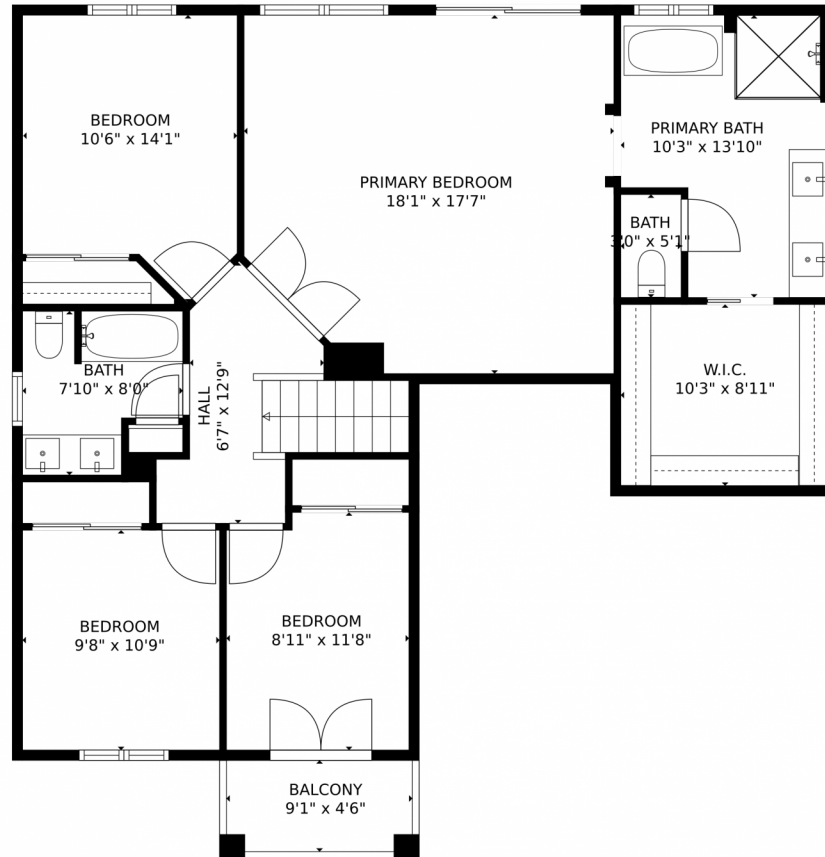 BEDROOM
10'6" x 14'1"
PRIMARY BEDROOM
18'1" x 17'7"
PRIMARY BATH
10'3" x 13'10"
BATH
3'0" x 5'1"
BATH
7'10" x 8'0"
HALL
6'7" x 12'9"
W.I.C.
10'3" x 8'11"
BEDROOM
9'8" x 10'9"
BEDROOM
8'11" x 11'8"
BALCONY
9'1" x 4'6"